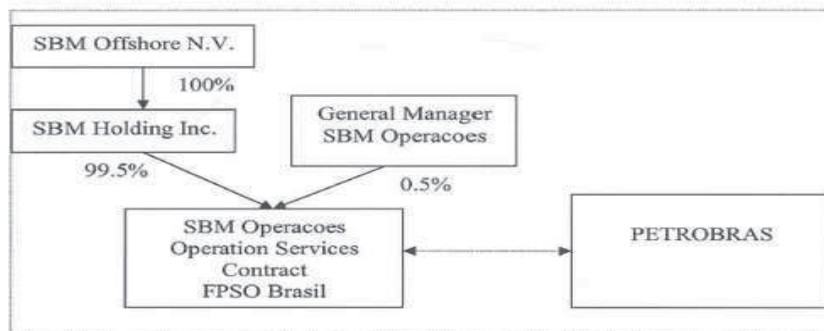 SBM Offshore N.V.
100%
SBM Holding Inc.
General Manager
SBM Operacoes
99.5%
0.5%
SBM Operacoes
Operation Services
Contract
FPSO Brasil
PETROBRAS